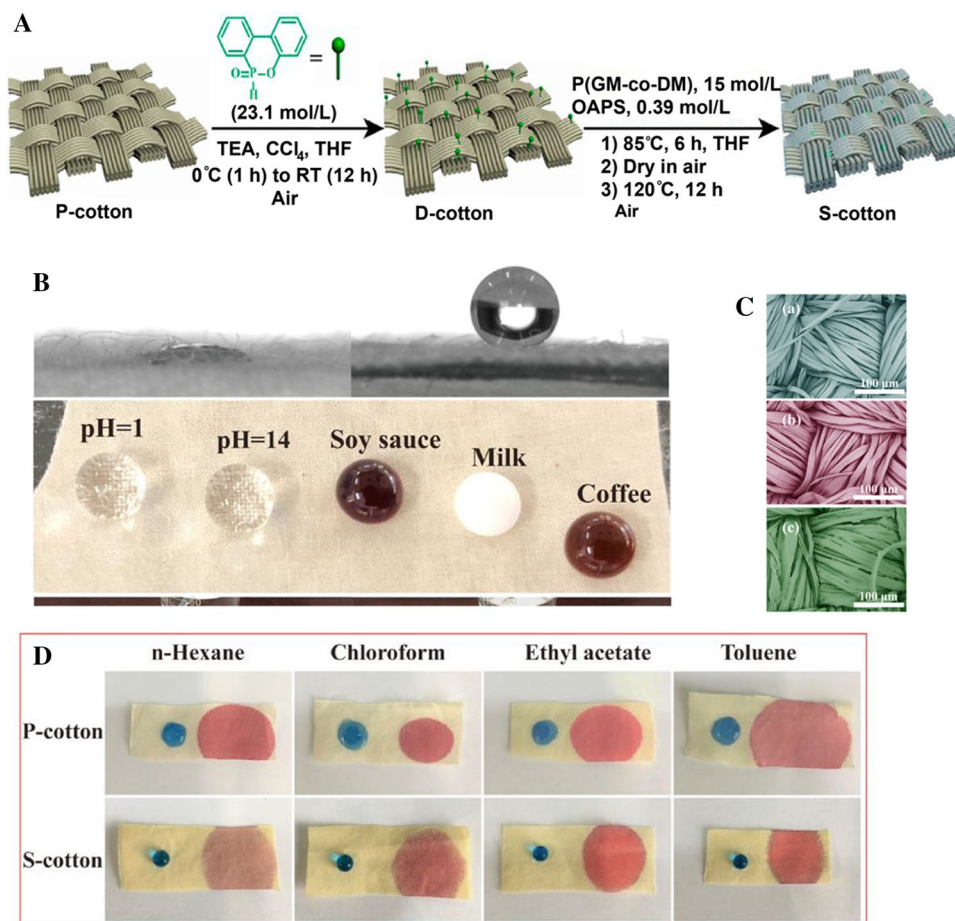 A
O=P-O
H
(23.1 mol/L)
TEA, CCl₄, THF
0°C (1 h) to RT (12 h)
Air
=
P(GM-co-DM), 15 mol/L
OAPS, 0.39 mol/L
1) 85°C, 6 h, THF
2) Dry in air
3) 120°C, 12 h
Air
P-cotton
D-cotton
S-cotton
B
pH=1
pH=14
Soy sauce
Milk
Coffee
C
(a)
100 μm
(b)
100 μm
(c)
100 μm
D
n-Hexane
Chloroform
Ethyl acetate
Toluene
P-cotton
S-cotton